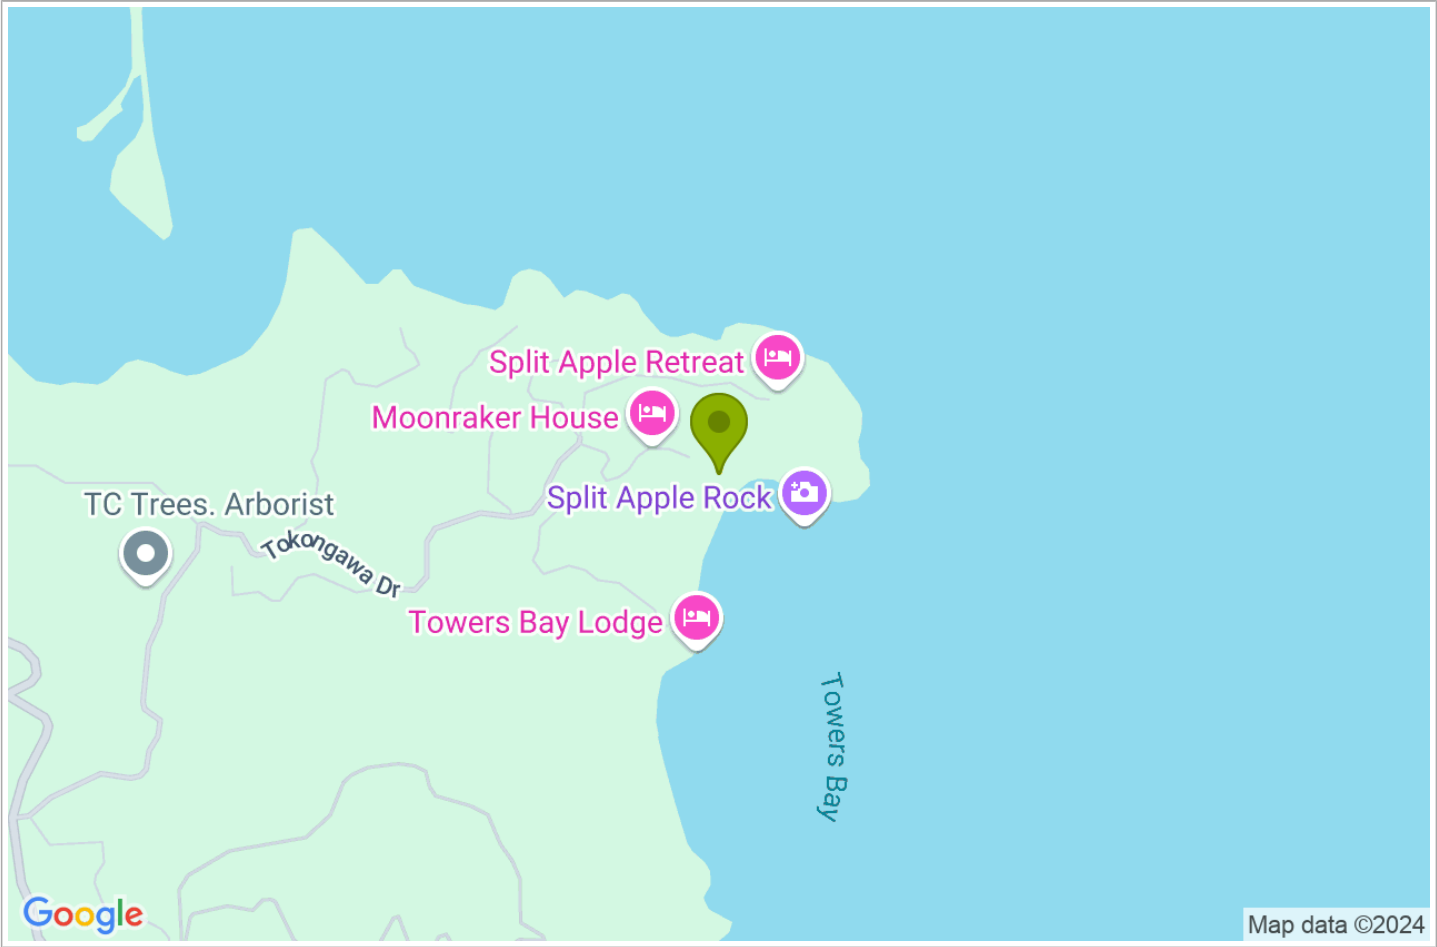 Split Apple Retreat
Moonraker House
Split Apple Rock
TC Trees. Arborist
Tokongawa Dr
Towers Bay Lodge
Towers Bay
Google
Map data ©2024